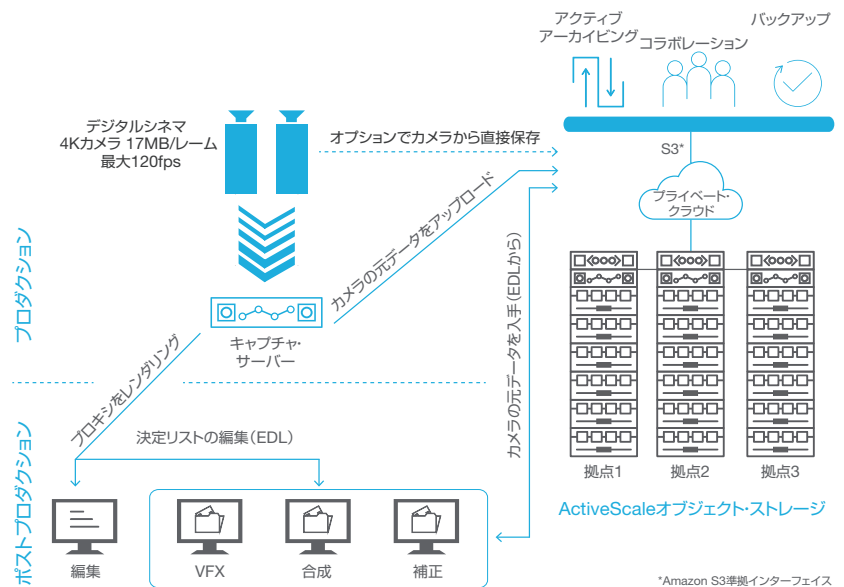 アクティブ
アーカイビング
コラボレーション
バックアップ
デジタルシネマ
4Kカメラ 17MB/レーム
最大120fps
オプションでカメラから直接保存
S3*
プライベート・
クラウド
カメラの元データをアップロード
カメラの元データを入手(EDLから)
プロダクション
キャプチャ・
サーバー
プロキシをレンダリング
ポストプロダクション
決定リストの編集(EDL)
拠点1
拠点2
拠点3
ActiveScaleオブジェクト・ストレージ
編集
VFX
合成
補正
*Amazon S3準拠インターフェイス